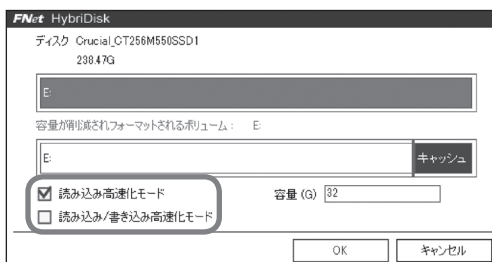 FNet HybriDisk
ディスク Crucial_CT256M550SSD1
238.47G
E:
容量が削減されフォーマットされるボリューム： E:
E:
キャッシュ
読み込み高速化モード
容量 (G) 32
読み込み/書き込み高速化モード
OK キャンセル